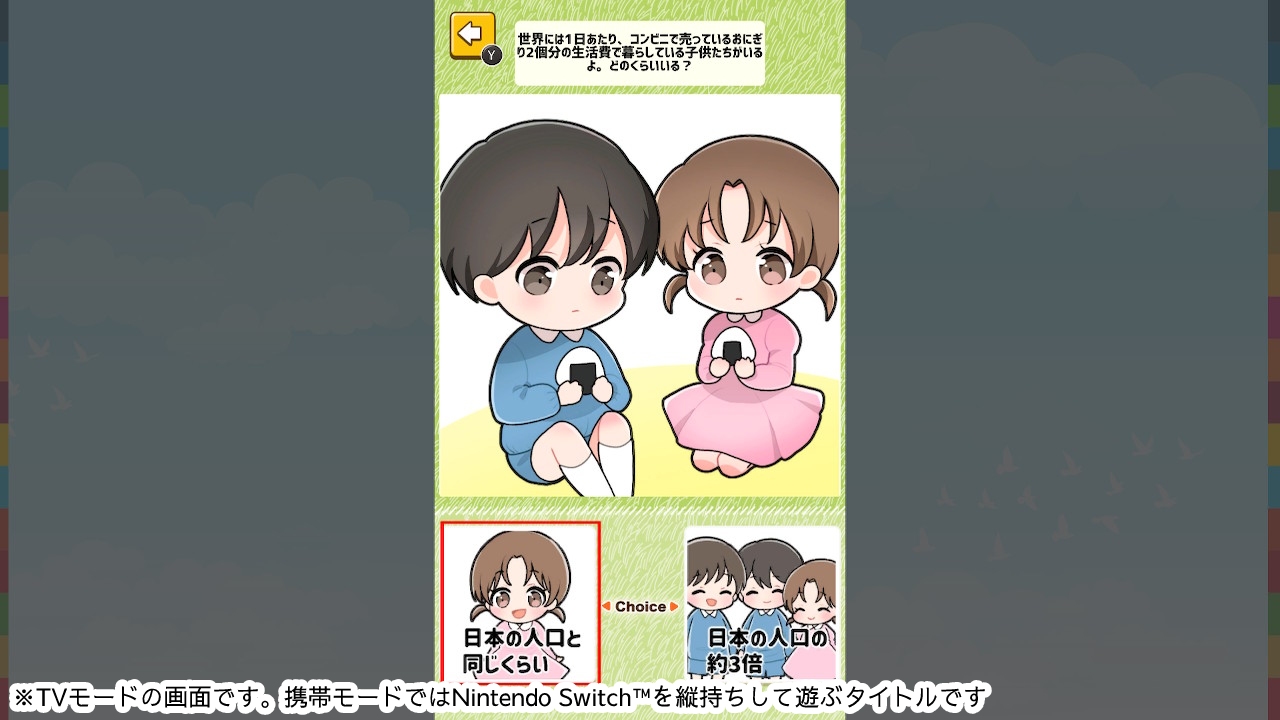 世界には1日あたり、コンビニで売っているおにぎ
り2個分の生活費で暮らしている子供たちがいる
よ。どのくらいいる？
Y
日本の人口と
同じくらい
Choice
日本の人口の
約3倍
※TVモードの画面です。携帯モードではNintendo Switch™を縦持ちして遊ぶタイトルです